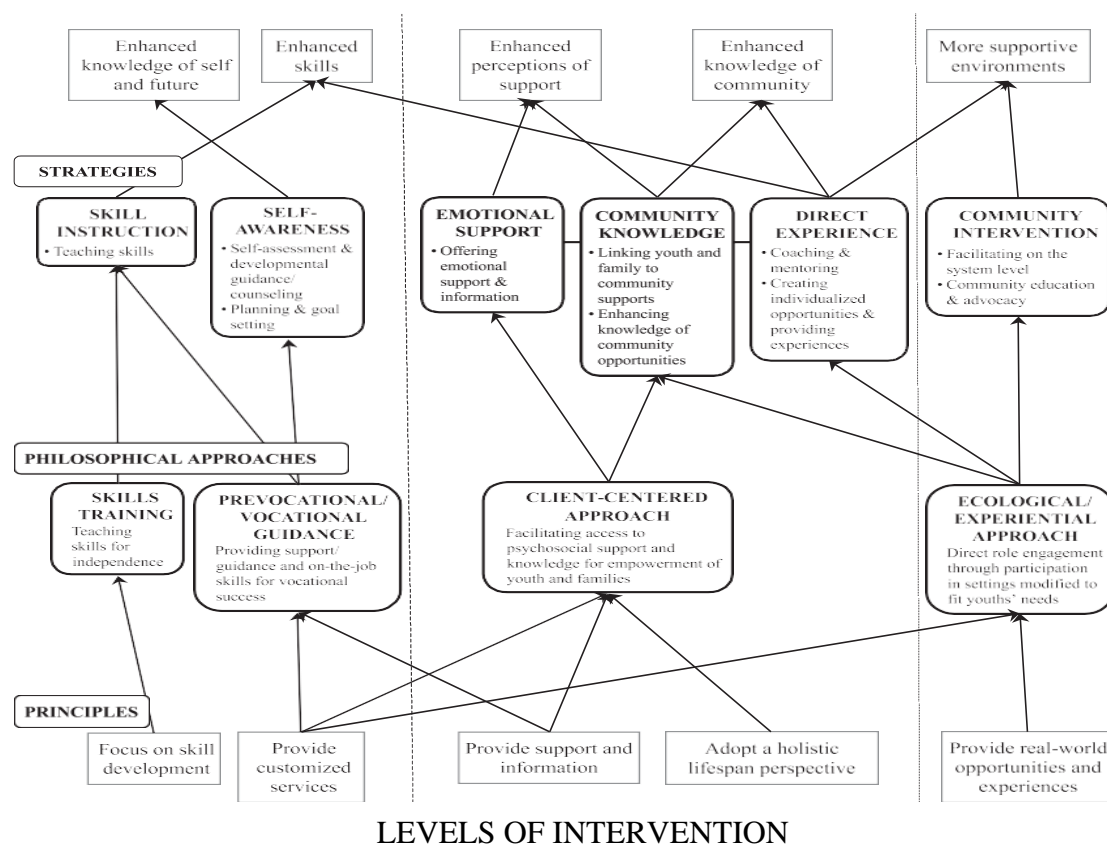 Enhanced
knowledge of self
and future
Enhanced
skills
Enhanced
perceptions of
support
Enhanced
knowledge of
community
More supportive
environments
STRATEGIES
SKILL
INSTRUCTION
• Teaching skills
SELF-
AWARENESS
• Self-assessment &
developmental
guidance/
counseling
• Planning & goal
setting
EMOTIONAL
SUPPORT
• Offering
emotional
support &
information
COMMUNITY
KNOWLEDGE
• Linking youth and
family to
community
supports
• Enhancing
knowledge of
community
opportunities
DIRECT
EXPERIENCE
• Coaching &
mentoring
• Creating
individualized
opportunities &
providing
experiences
COMMUNITY
INTERVENTION
• Facilitating on the
system level
• Community education
& advocacy
PHILOSOPHICAL APPROACHES
SKILLS
TRAINING
Teaching
skills for
independence
PREVOCATIONAL/
VOCATIONAL
GUIDANCE
Providing support/
guidance and on-the-job
skills for vocational
success
CLIENT-CENTERED
APPROACH
Facilitating access to
psychosocial support and
knowledge for empowerment of
youth and families
ECOLOGICAL/
EXPERIENTIAL
APPROACH
Direct role engagement
through participation
in settings modified to
fit youths' needs
PRINCIPLES
Focus on skill
development
Provide
customized
services
Provide support and
information
Adopt a holistic
lifespan perspective
Provide real-world
opportunities and
experiences
LEVELS OF INTERVENTION